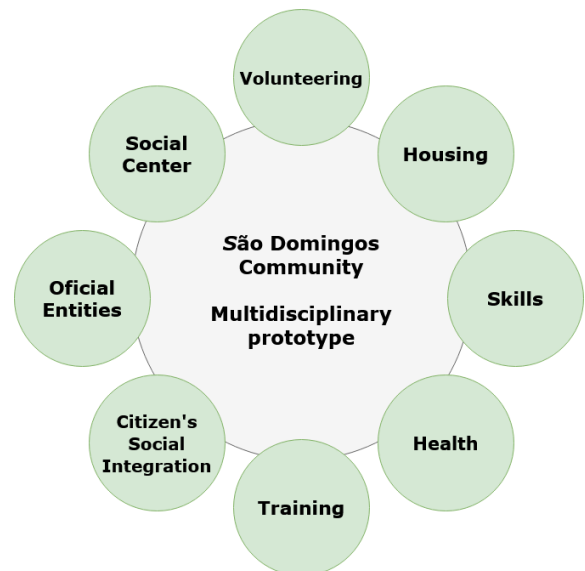 Volunteering
Social
Center
Housing
São Domingos
Community
Multidisciplinary
prototype
Oficial
Entities
Skills
Citizen's
Social
Integration
Health
Training